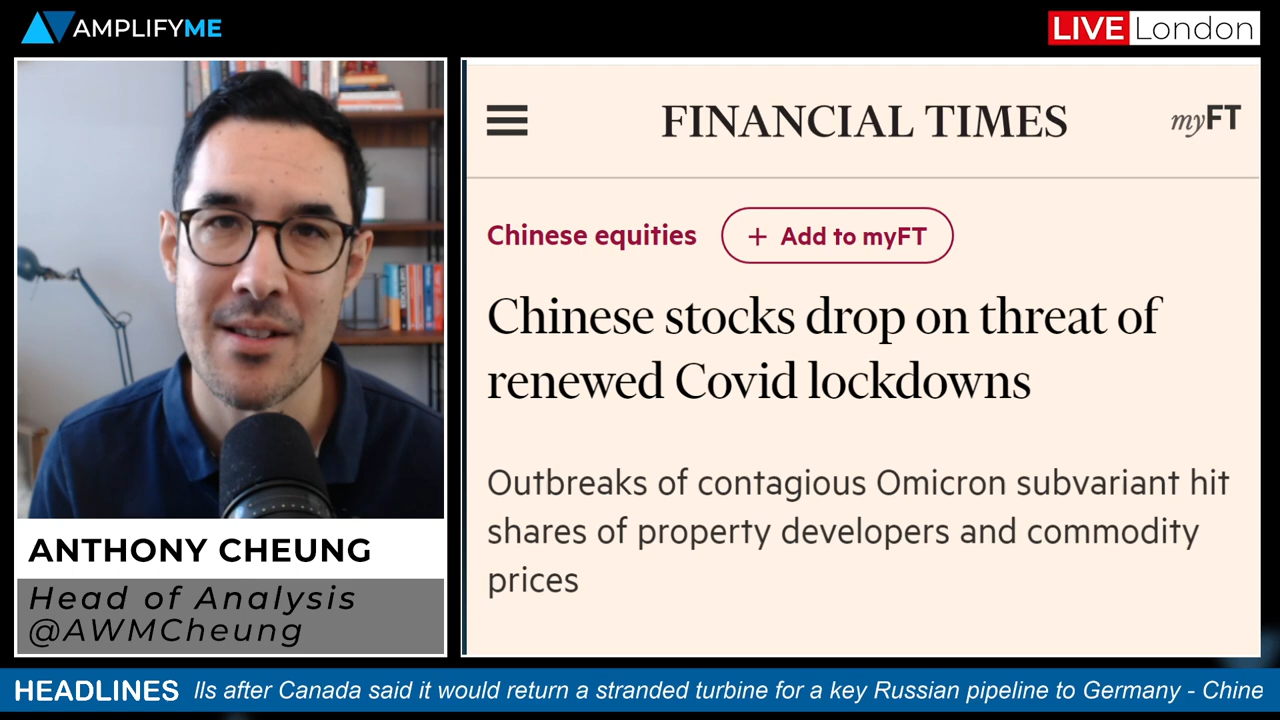 AMPLIFYME
LIVE London
FINANCIAL TIMES
myFT
Chinese equities
+ Add to myFT
Chinese stocks drop on threat of
renewed Covid lockdowns
Outbreaks of contagious Omicron subvariant hit
shares of property developers and commodity
prices
ANTHONY CHEUNG
Head of Analysis
@AWMCheung
HEADLINES lls after Canada said it would return a stranded turbine for a key Russian pipeline to Germany - Chine